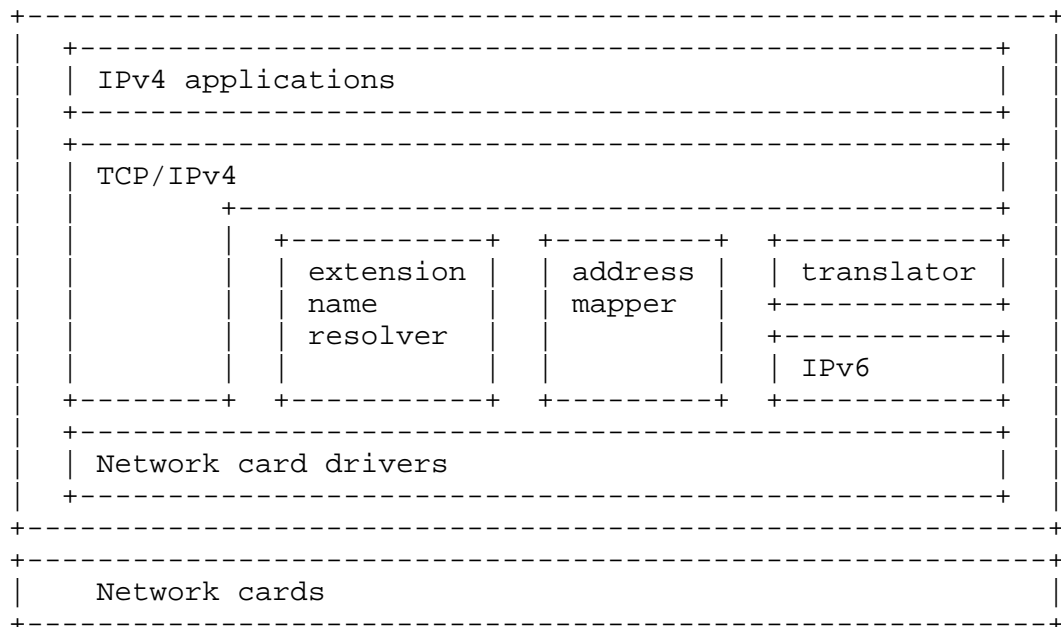 IPv4 applications
TCP/IPv4
extension address translator
name mapper
resolver
IPv6
Network card drivers
Network cards